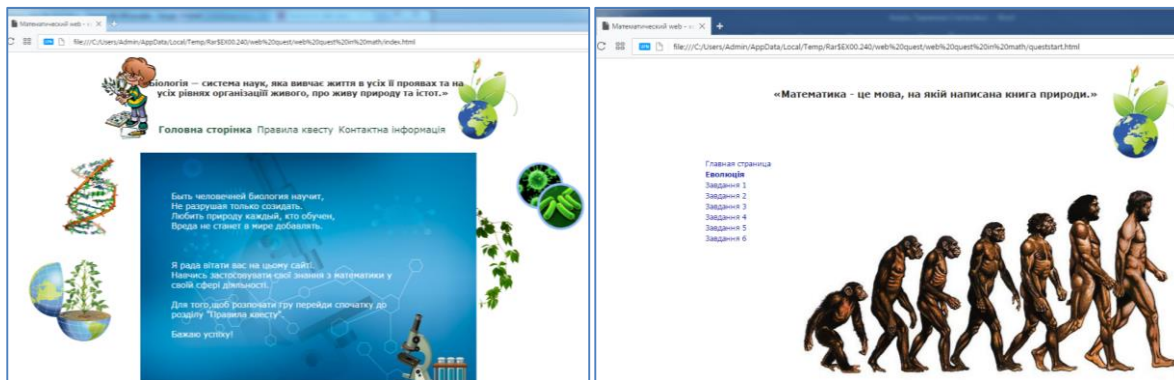 Математический web - к
file:///C:/Users/Admin/AppData/Local/Temp/Rar$EX00.240/web%20quest/web%20quest%20in%20math/index.html
Біологія — система наук, яка вивчає життя в усіх її проявах та на
усіх рівнях організації живого, про живу природу та істот.»
Головна сторінка Правила квесту Контактна інформація
Быть человечней биология научит,
Не разрушая только созидать.
Любить природу каждый, кто обучен,
Вреда не станет в мире добавлять.
Я рада вітати вас на цьому сайті.
Навчись застосовувати свої знання з математики у
своїй сфері діяльності.
Для того,щоб розпочати гру перейди спочатку до
розділу "Правила квесту".
Бажаю успіху!
Математический web - к
file:///C:/Users/Admin/AppData/Local/Temp/Rar$EX00.240/web%20quest/web%20quest%20in%20math/queststart.html
«Математика - це мова, на якій написана книга природи.»
Главная страница
Еволюція
Завдання 1
Завдання 2
Завдання 3
Завдання 4
Завдання 5
Завдання 6